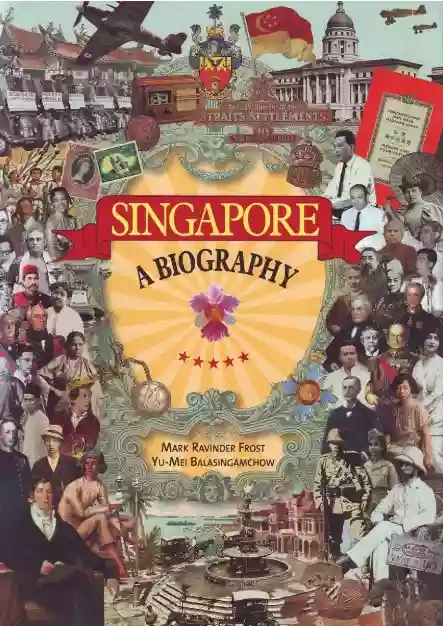 STRAITS SETTLEMENTS
SINGAPORE
A BIOGRAPHY
MARK RAVINDER FROST
YU-MEI BALASINGAMCHOW